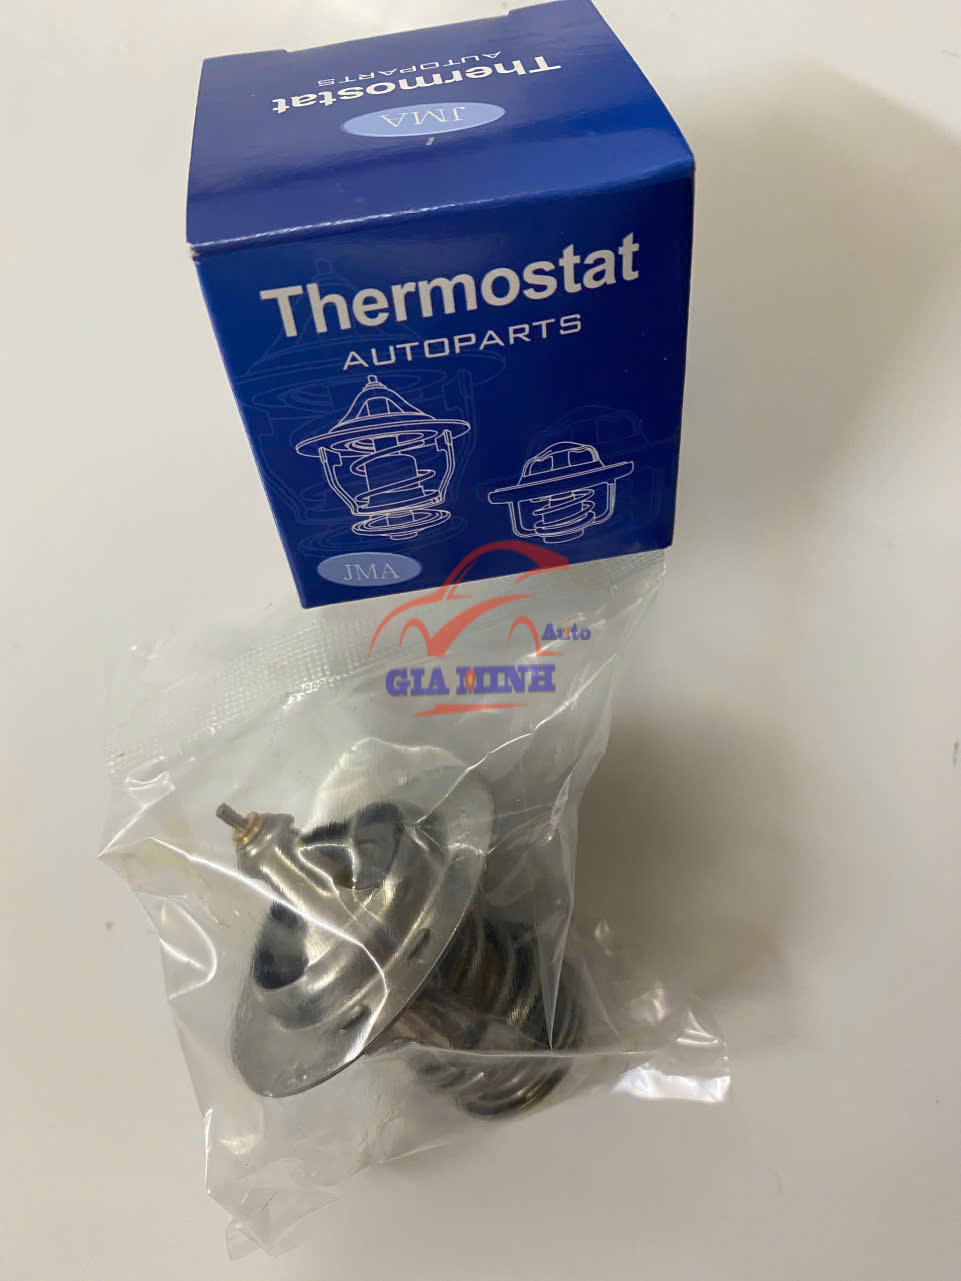 Thermostat
AUTOPARTS
JMA
Thermostat
AUTOPARTS
JMA
Auto
GIA MINH